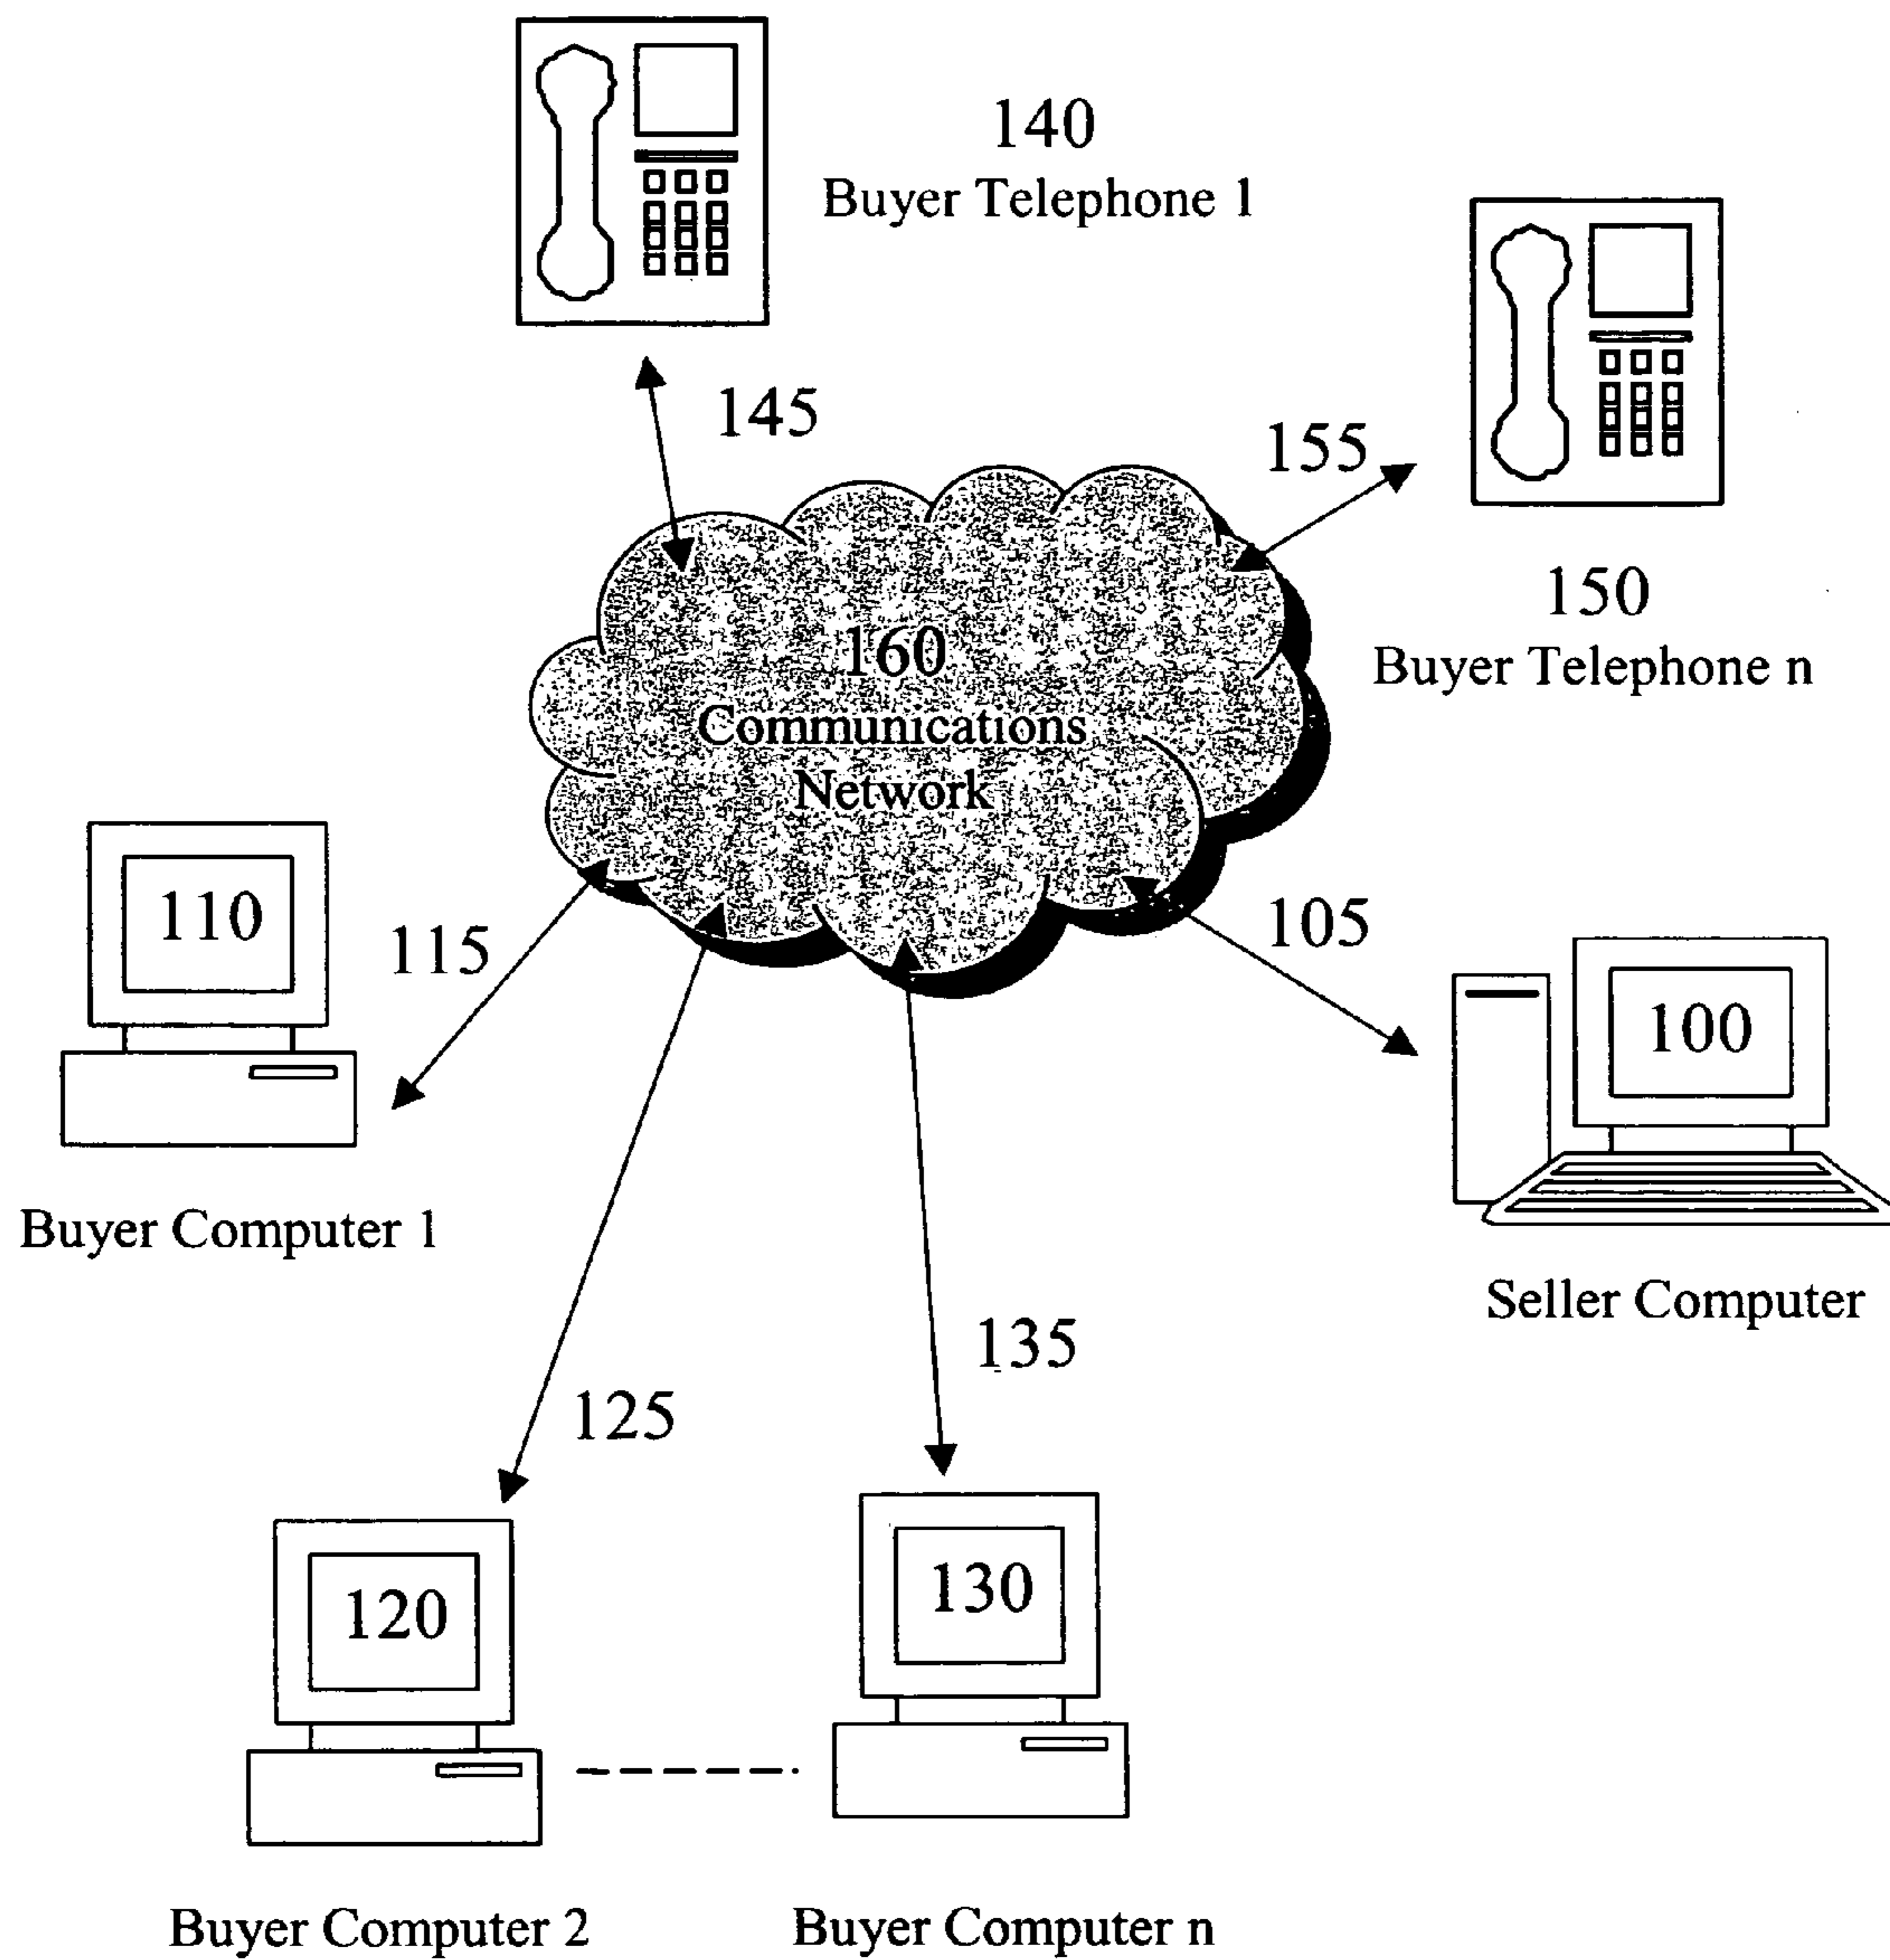 140
Buyer Telephone 1
145
155
150
Buyer Telephone n
160
Communications
Network
110
115
Buyer Computer 1
105
100
Seller Computer
125
135
120
130
Buyer Computer 2
Buyer Computer n